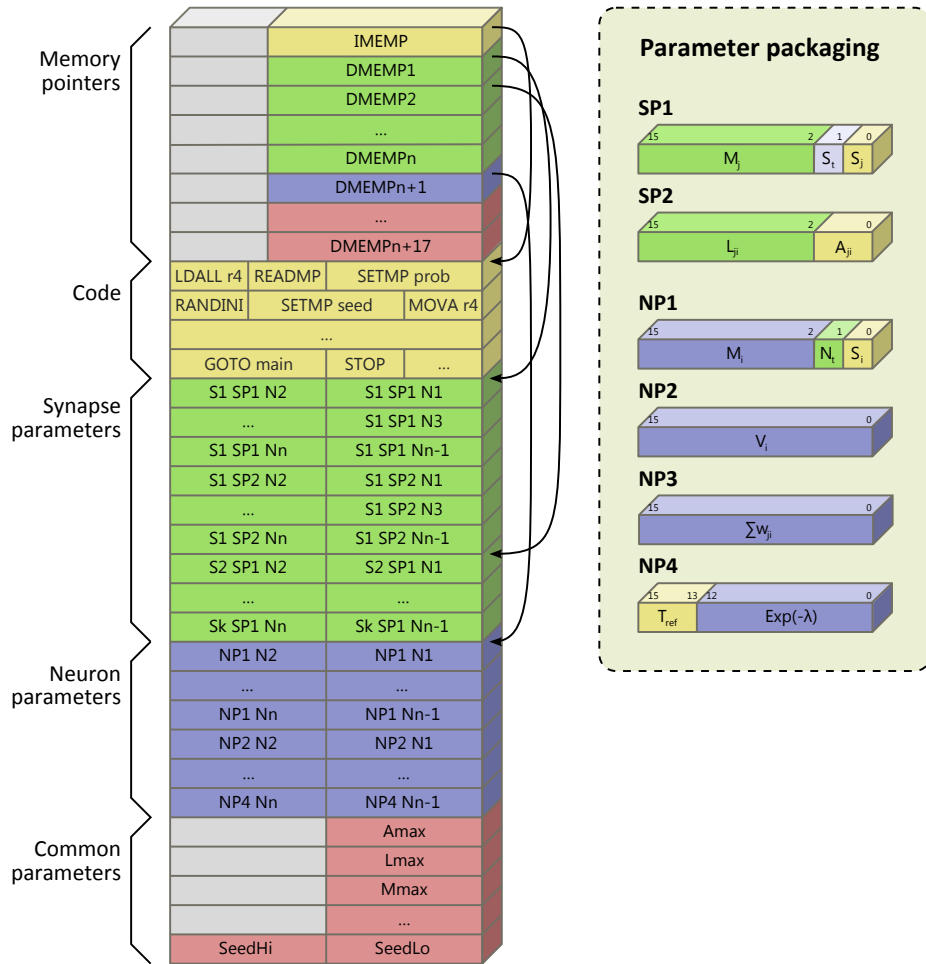 Memory
pointers
IMEMP
DMEMP1
DMEMP2
...
DMEMPn
DMEMPn+1
...
DMEMPn+17
Code
LDALL r4 READMP SETMP prob
RANDINI SETMP seed MOVA r4
...
GOTO main STOP ...
Synapse
parameters
S1 SP1 N2 S1 SP1 N1
... S1 SP1 N3
S1 SP1 Nn S1 SP1 Nn-1
S1 SP2 N2 S1 SP2 N1
... S1 SP2 N3
S1 SP2 Nn S1 SP2 Nn-1
S2 SP1 N2 S2 SP1 N1
... ...
Sk SP1 Nn Sk SP1 Nn-1
Neuron
parameters
NP1 N2 NP1 N1
... ...
NP1 Nn NP1 Nn-1
NP2 N2 NP2 N1
... ...
NP4 Nn NP4 Nn-1
Common
parameters
Amax
Lmax
Mmax
...
SeedHi SeedLo
Parameter packaging
SP1
15 2 1 0
Mj St Sj
SP2
15 2 0
Lji Aji
NP1
15 2 1 0
Mi Nt Si
NP2
15 0
Vi
NP3
15 0
∑wji
NP4
15 13 12 0
Tref Exp(-λ)